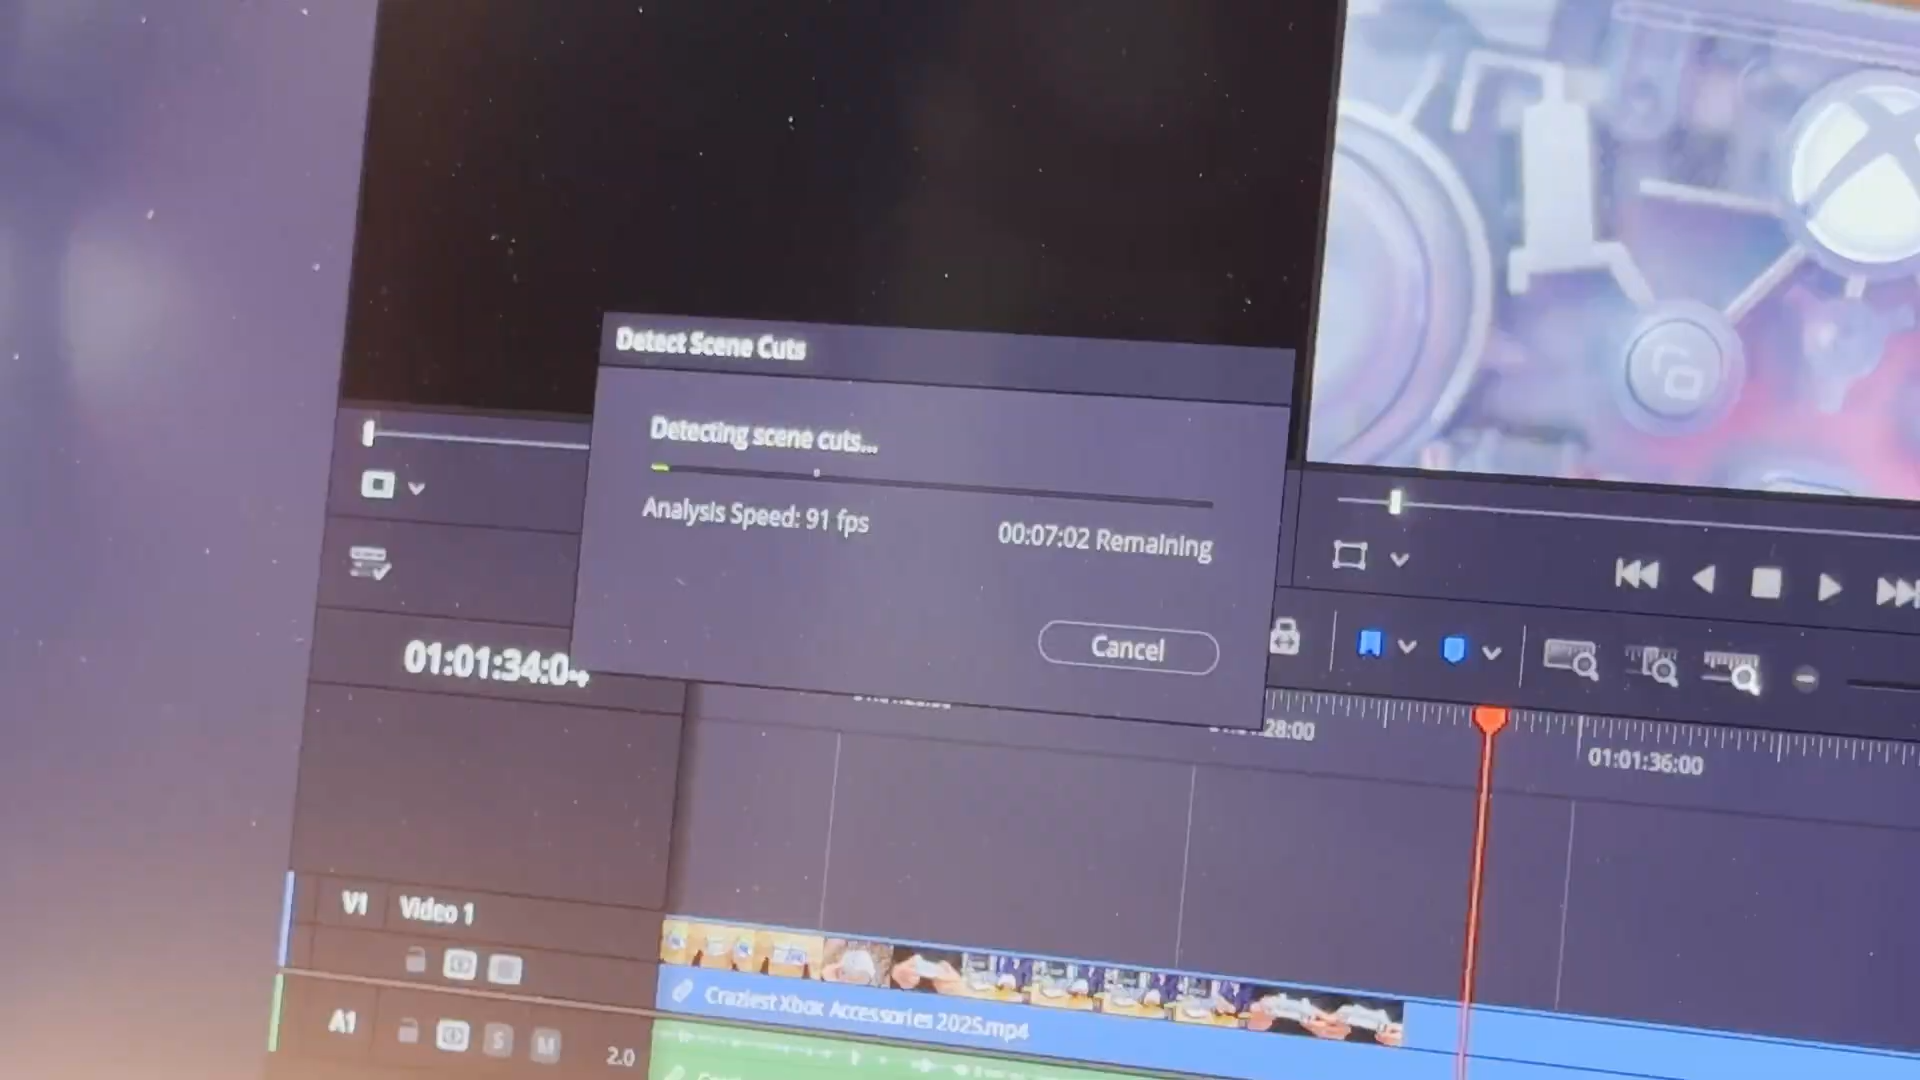 Detect Scene Cuts
Detecting scene cuts...
Analysis Speed: 91 fps
00:07:02 Remaining
Cancel
01:01:34:04
28:00
01:01:36:00
V1 Video 1
Craziest Xbox Accessories 2025.mp4
A1
S M
2.0